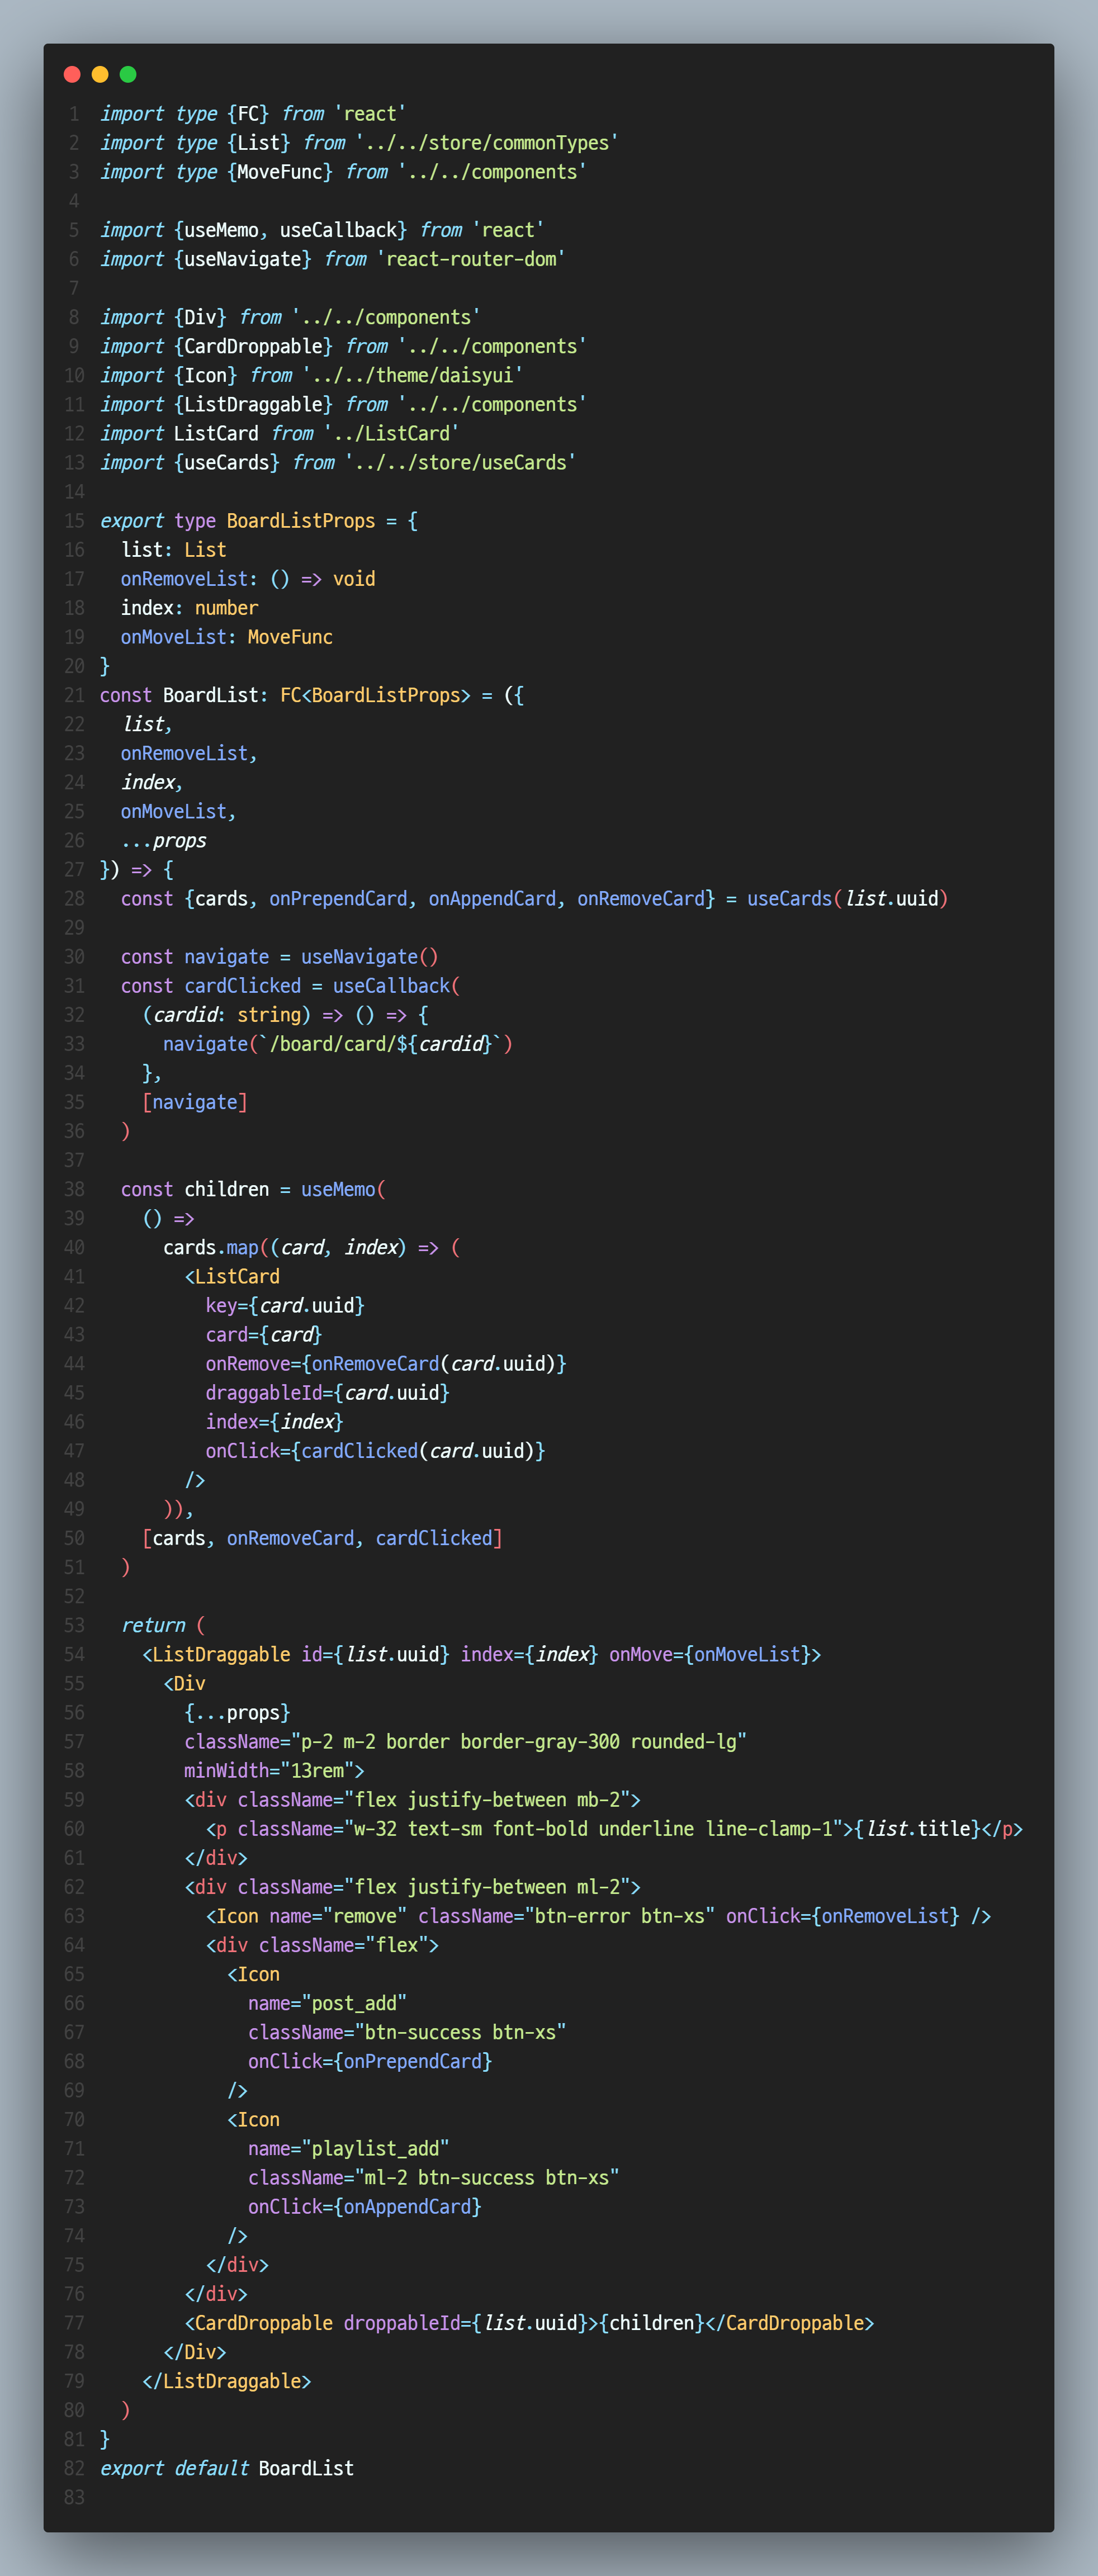 1 import type {FC} from 'react'
2 import type {List} from '../../store/commonTypes'
3 import type {MoveFunc} from '../../components'
4
5 import {useMemo, useCallback} from 'react'
6 import {useNavigate} from 'react-router-dom'
7
8 import {Div} from '../../components'
9 import {CardDroppable} from '../../components'
10 import {Icon} from '../../theme/daisyui'
11 import {ListDraggable} from '../../components'
12 import ListCard from '../ListCard'
13 import {useCards} from '../../store/useCards'
14
15 export type BoardListProps = {
16   list: List
17   onRemoveList: () => void
18   index: number
19   onMoveList: MoveFunc
20 }
21 const BoardList: FC<BoardListProps> = ({
22   list,
23   onRemoveList,
24   index,
25   onMoveList,
26   ...props
27 }) => {
28   const {cards, onPrependCard, onAppendCard, onRemoveCard} = useCards(list.uuid)
29
30   const navigate = useNavigate()
31   const cardClicked = useCallback(
32     (cardid: string) => () => {
33       navigate(`/board/card/${cardid}`)
34     },
35     [navigate]
36   )
37
38   const children = useMemo(
39     () =>
40       cards.map((card, index) => (
41         <ListCard
42           key={card.uuid}
43           card={card}
44           onRemove={onRemoveCard(card.uuid)}
45           draggableId={card.uuid}
46           index={index}
47           onClick={cardClicked(card.uuid)}
48         />
49       )),
50     [cards, onRemoveCard, cardClicked]
51   )
52
53   return (
54     <ListDraggable id={list.uuid} index={index} onMove={onMoveList}>
55       <Div
56         {...props}
57         className="p-2 m-2 border border-gray-300 rounded-lg"
58         minWidth="13rem">
59         <div className="flex justify-between mb-2">
60           <p className="w-32 text-sm font-bold underline line-clamp-1">{list.title}</p>
61         </div>
62         <div className="flex justify-between ml-2">
63           <Icon name="remove" className="btn-error btn-xs" onClick={onRemoveList} />
64           <div className="flex">
65             <Icon
66               name="post_add"
67               className="btn-success btn-xs"
68               onClick={onPrependCard}
69             />
70             <Icon
71               name="playlist_add"
72               className="ml-2 btn-success btn-xs"
73               onClick={onAppendCard}
74             />
75           </div>
76         </div>
77         <CardDroppable droppableId={list.uuid}>{children}</CardDroppable>
78       </Div>
79     </ListDraggable>
80   )
81 }
82 export default BoardList
83